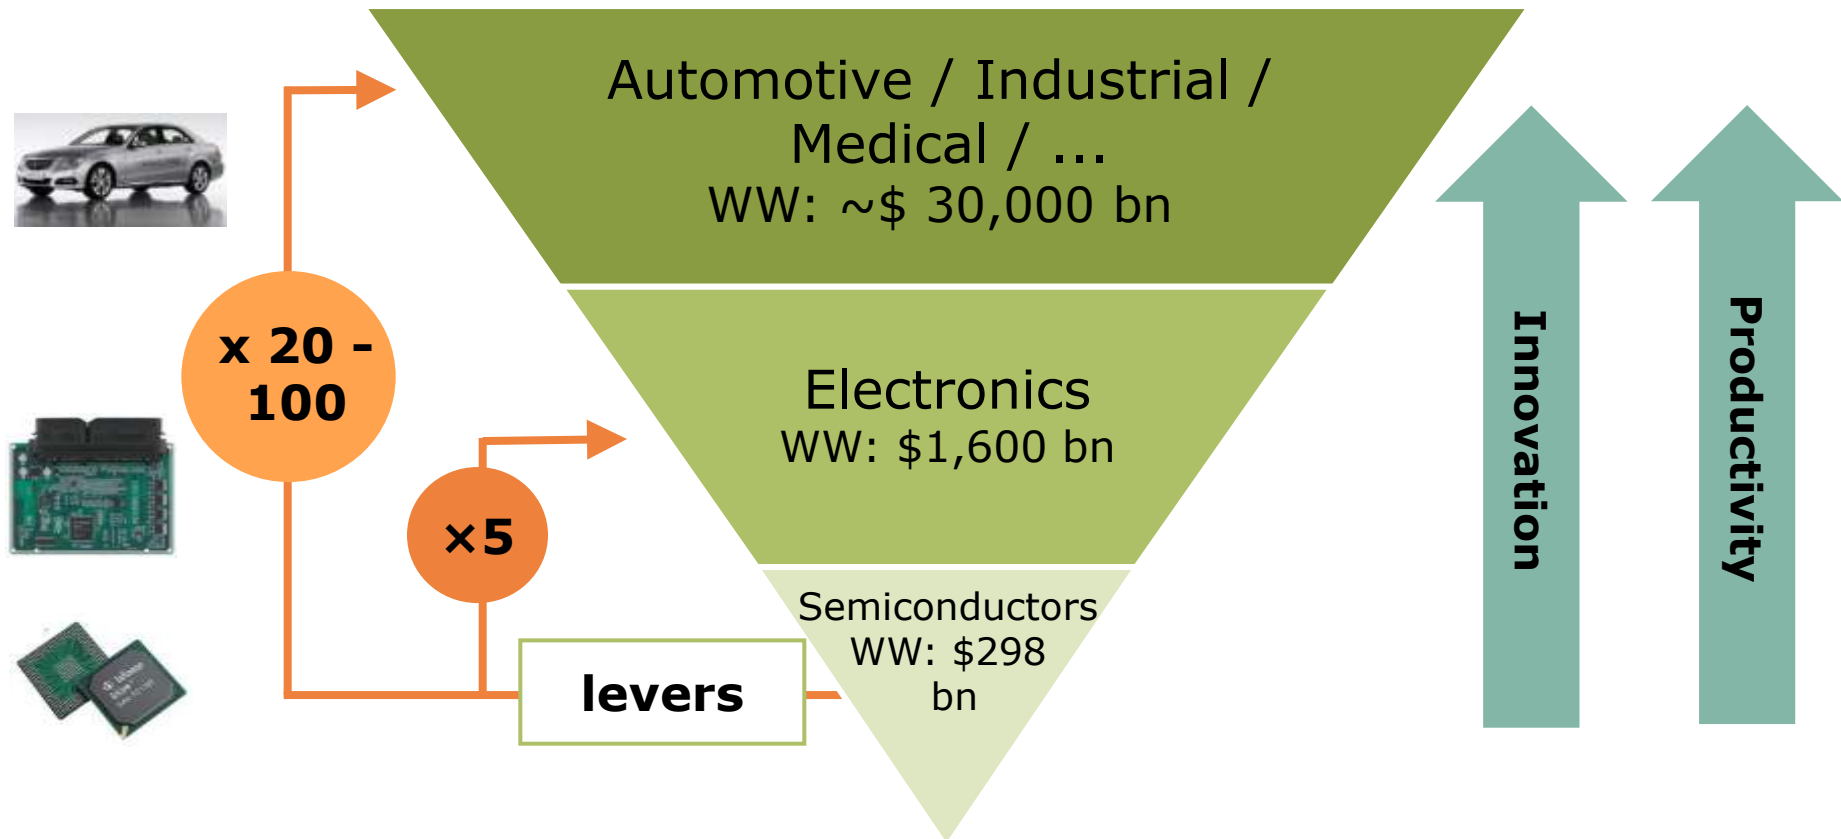 Automotive / Industrial /
Medical / ...
WW: ~$ 30,000 bn
x 20 -
100
Electronics
WW: $1,600 bn
×5
Semiconductors
WW: $298
bn
levers
Innovation
Productivity